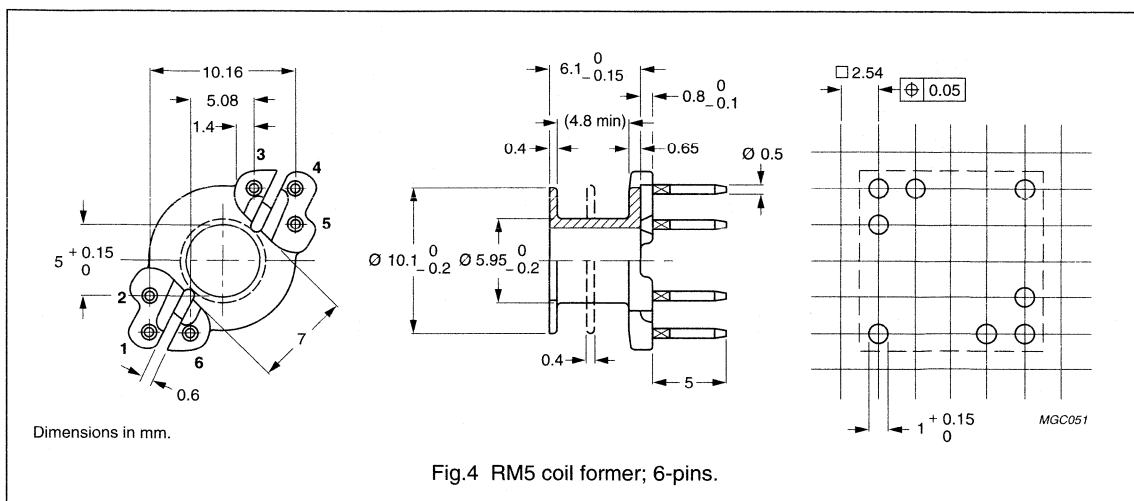 10.16
5.08
1.4
3
4
5
5 + 0.15 0
2
1
6
7
0.6
Dimensions in mm.
6.1 0 – 0.15
0.8 0 – 0.1
(4.8 min)
0.4
0.65
Ø 0.5
Ø 10.1 0 – 0.2
Ø 5.95 0 – 0.2
0.4
5
□ 2.54
⌖ 0.05
1 + 0.15 0
MGC051
Fig.4 RM5 coil former; 6-pins.